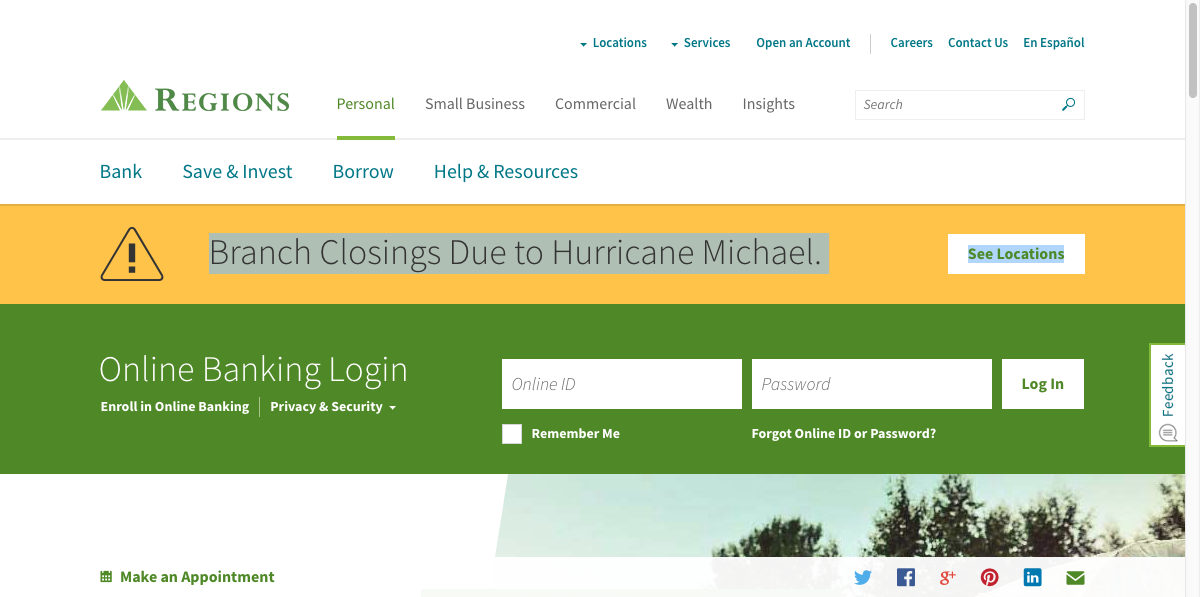 Locations Services Open an Account Careers Contact Us En Español
REGIONS Personal Small Business Commercial Wealth Insights Search
Bank Save & Invest Borrow Help & Resources
Branch Closings Due to Hurricane Michael. See Locations
Online Banking Login
Enroll in Online Banking Privacy & Security
Online ID Password Log In
Remember Me Forgot Online ID or Password?
Feedback
Make an Appointment